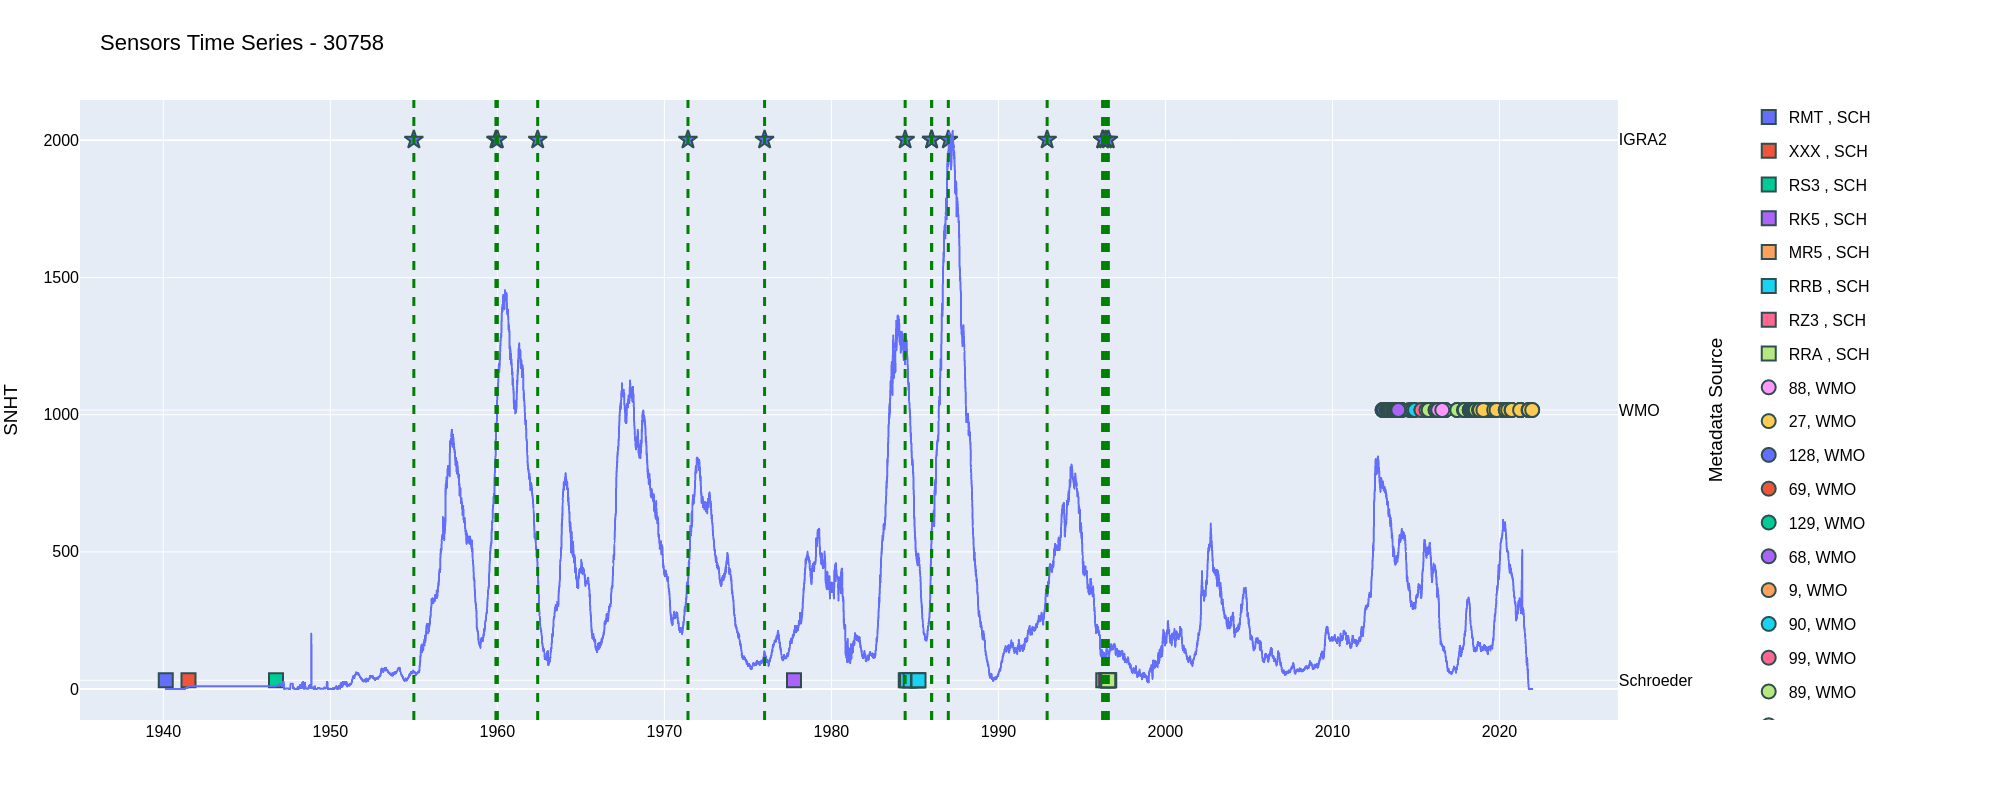 Sensors Time Series - 30758
2000
1500
1000
500
0
SNHT
1940
1950
1960
1970
1980
1990
2000
2010
2020
IGRA2
WMO
Schroeder
Metadata Source
RMT , SCH
XXX , SCH
RS3 , SCH
RK5 , SCH
MR5 , SCH
RRB , SCH
RZ3 , SCH
RRA , SCH
88, WMO
27, WMO
128, WMO
69, WMO
129, WMO
68, WMO
9, WMO
90, WMO
99, WMO
89, WMO